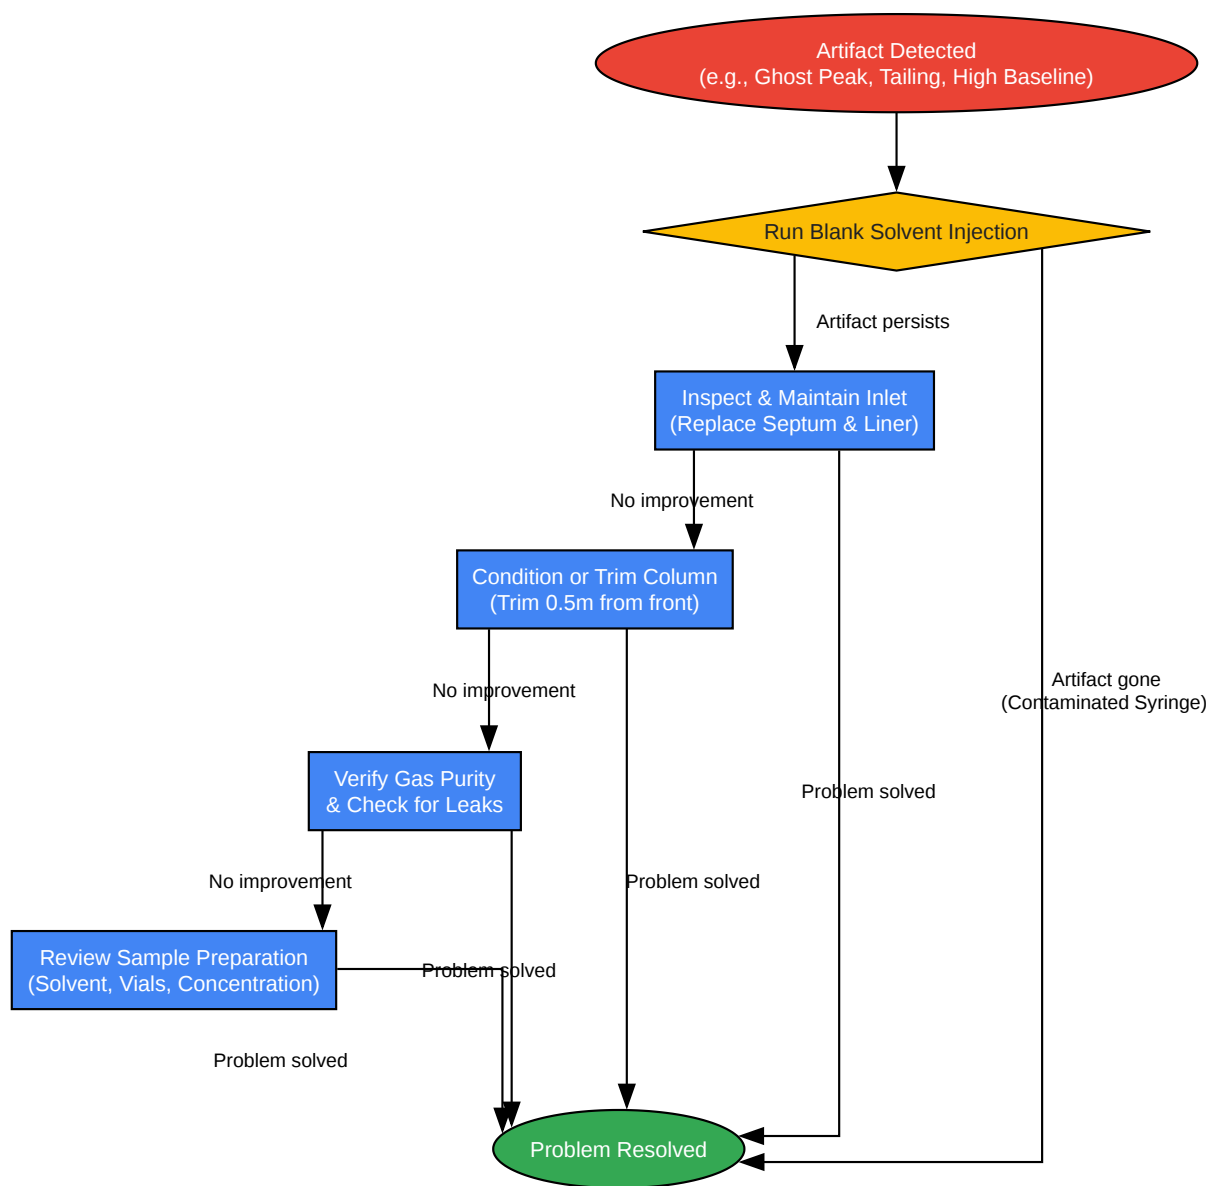 Artifact Detected
(e.g., Ghost Peak, Tailing, High Baseline)
Run Blank Solvent Injection
Artifact persists
Inspect & Maintain Inlet
(Replace Septum & Liner)
No improvement
Condition or Trim Column
(Trim 0.5m from front)
No improvement
Artifact gone
(Contaminated Syringe)
Verify Gas Purity
& Check for Leaks
Problem solved
No improvement
Problem solved
Review Sample Preparation
(Solvent, Vials, Concentration)
Problem solved
Problem solved
Problem Resolved